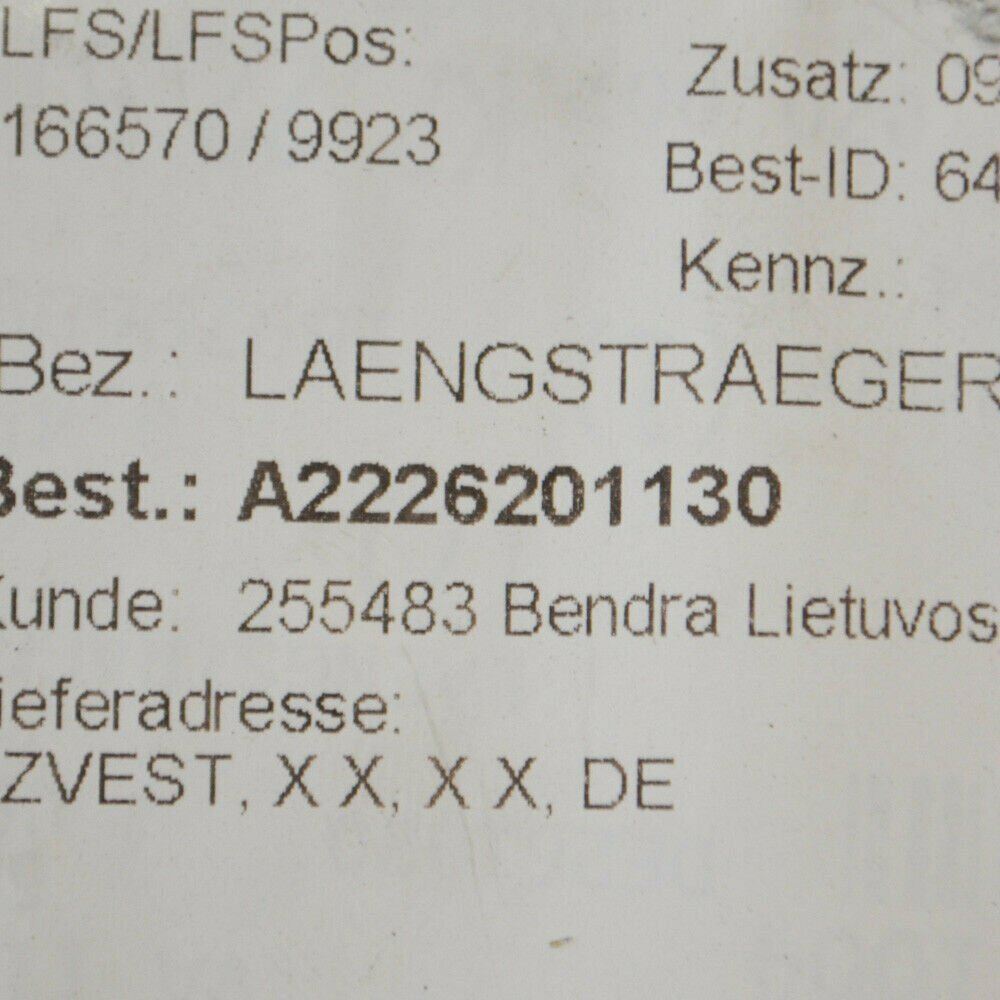 LFS/LFSPos:
166570 / 9923
Zusatz: 09
Best-ID: 64
Kennz.:
Bez.: LAENGSTRAEGER
Best.: A2226201130
Kunde: 255483 Bendra Lietuvos
ieferadresse:
ZVEST, X X, X X, DE